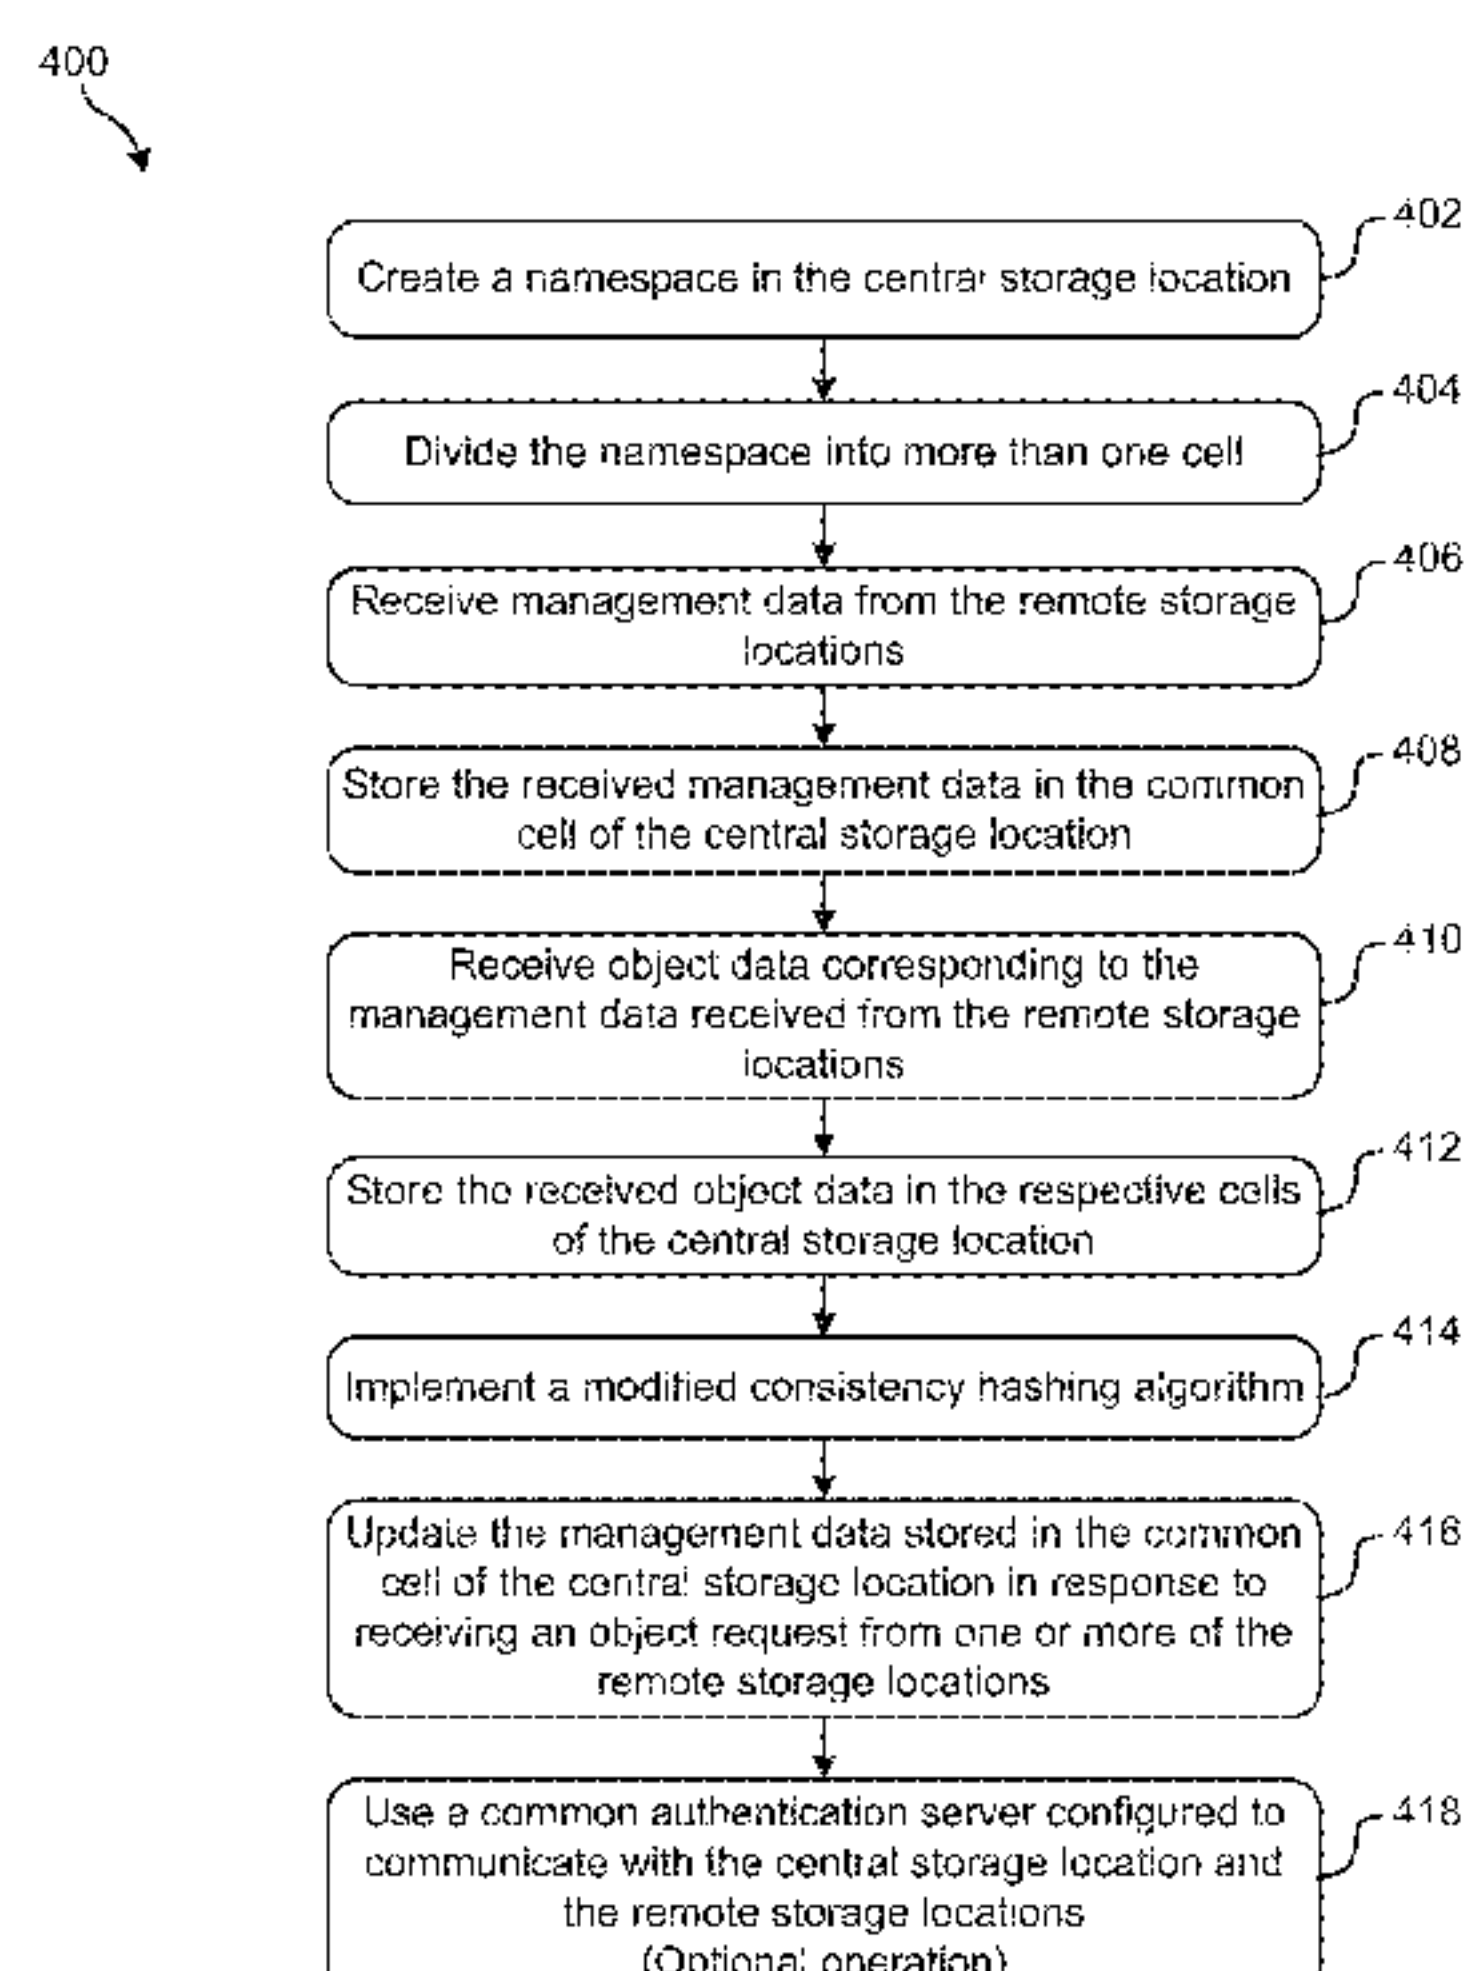 400
402
Create a namespace in the central storage location
404
Divide the namespace into more than one cell
406
Receive management data from the remote storage
locations
408
Store the received management data in the common
cell of the central storage location
410
Receive object data corresponding to the
management data received from the remote storage
locations
412
Store the received object data in the respective cells
of the central storage location
414
Implement a modified consistency hashing algorithm
416
Update the management data stored in the common
cell of the central storage location in response to
receiving an object request from one or more of the
remote storage locations
418
Use a common authentication server configured to
communicate with the central storage location and
the remote storage locations
(Optional operation)